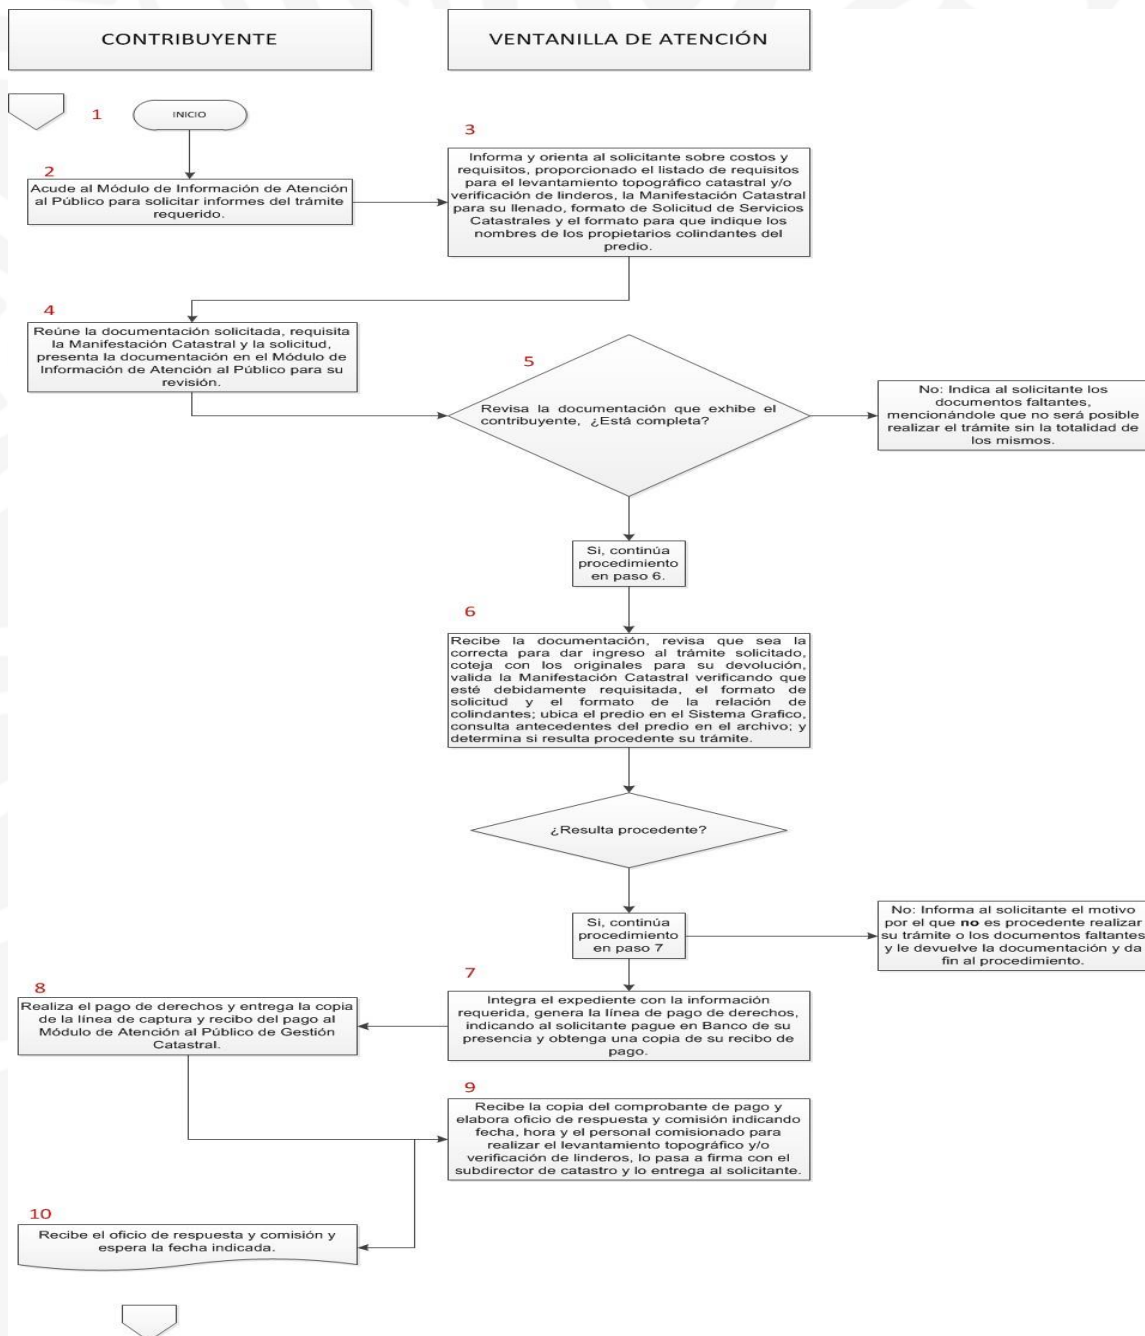 CONTRIBUYENTE
VENTANILLA DE ATENCIÓN
1
INICIO
2
Acude al Módulo de Información de Atención
al Público para solicitar informes del trámite
requerido.
3
Informa y orienta al solicitante sobre costos y
requisitos, proporcionado el listado de requisitos
para el levantamiento topográfico catastral y/o
verificación de linderos, la Manifestación Catastral
para su llenado, formato de Solicitud de Servicios
Catastrales y el formato para que indique los
nombres de los propietarios colindantes del
predio.
4
Reúne la documentación solicitada, requisita
la Manifestación Catastral y la solicitud,
presenta la documentación en el Módulo de
Información de Atención al Público para su
revisión.
5
Revisa la documentación que exhibe el
contribuyente, ¿Está completa?
No: Indica al solicitante los
documentos faltantes,
mencionándole que no será posible
realizar el trámite sin la totalidad de
los mismos.
Si, continúa
procedimiento
en paso 6.
6
Recibe la documentación, revisa que sea la
correcta para dar ingreso al trámite solicitado,
coteja con los originales para su devolución,
valida la Manifestación Catastral verificando que
esté debidamente requisitada, el formato de
solicitud y el formato de la relación de
colindantes; ubica el predio en el Sistema Grafico,
consulta antecedentes del predio en el archivo; y
determina si resulta procedente su trámite.
¿Resulta procedente?
Si, continúa
procedimiento
en paso 7
No: Informa al solicitante el motivo
por el que no es procedente realizar
su trámite o los documentos faltantes
y le devuelve la documentación y da
fin al procedimiento.
7
Integra el expediente con la información
requerida, genera la línea de pago de derechos,
indicando al solicitante pague en Banco de su
presencia y obtenga una copia de su recibo de
pago.
8
Realiza el pago de derechos y entrega la copia
de la línea de captura y recibo del pago al
Módulo de Atención al Público de Gestión
Catastral.
9
Recibe la copia del comprobante de pago y
elabora oficio de respuesta y comisión indicando
fecha, hora y el personal comisionado para
realizar el levantamiento topográfico y/o
verificación de linderos, lo pasa a firma con el
subdirector de catastro y lo entrega al solicitante.
10
Recibe el oficio de respuesta y comisión y
espera la fecha indicada.